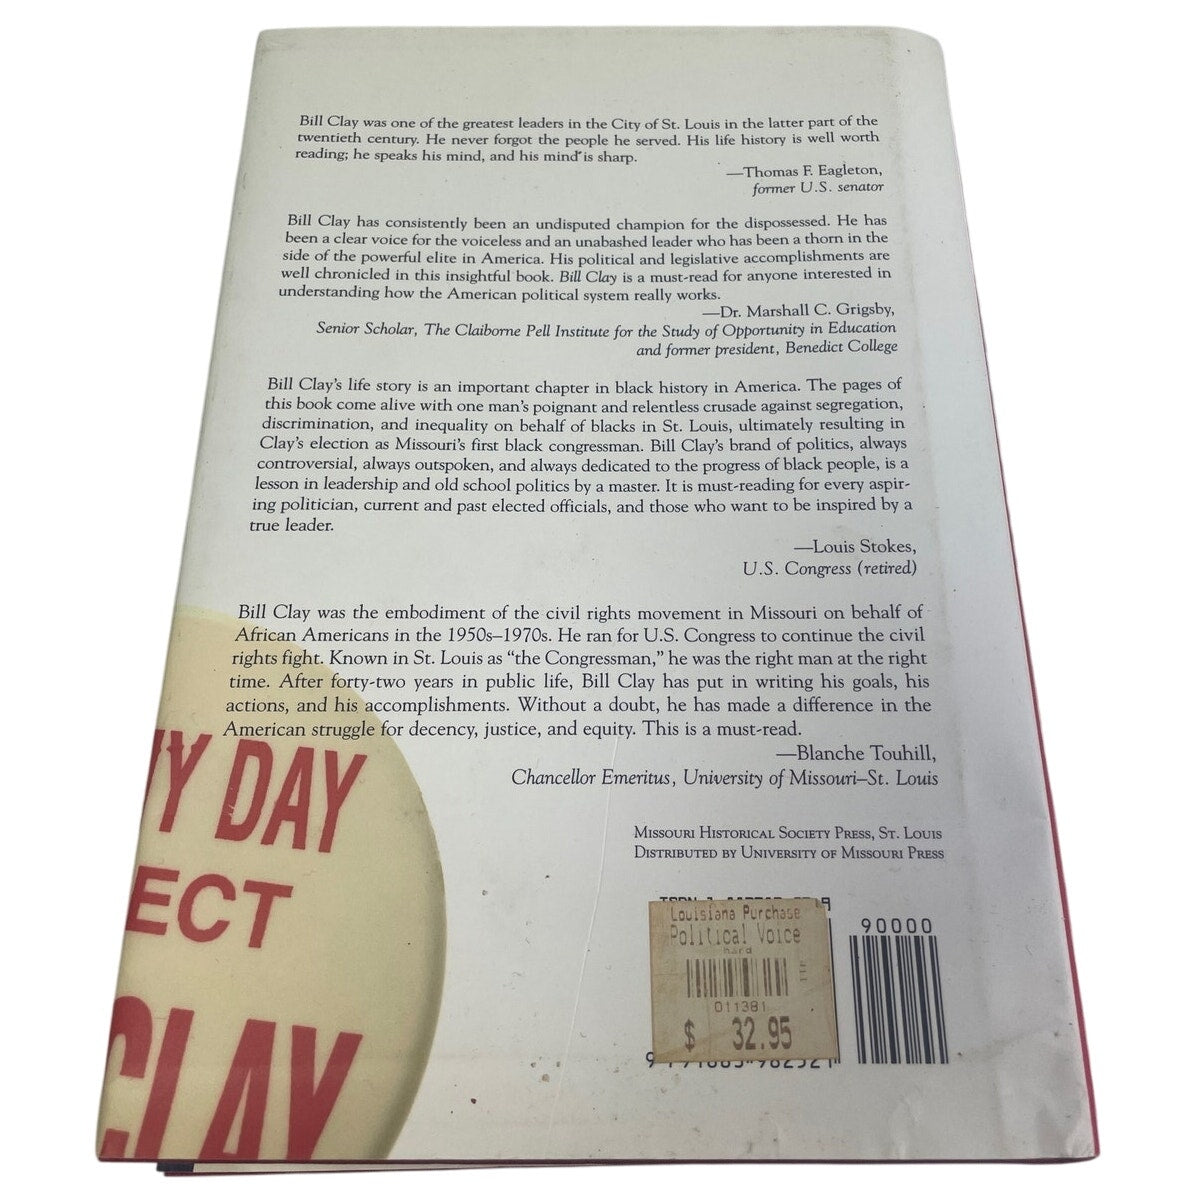 Bill Clay was one of the greatest leaders in the City of St. Louis in the latter part of the
twentieth century. He never forgot the people he served. His life history is well worth
reading; he speaks his mind, and his mind is sharp.
—Thomas F. Eagleton,
former U.S. senator
Bill Clay has consistently been an undisputed champion for the dispossessed. He has
been a clear voice for the voiceless and an unabashed leader who has been a thorn in the
side of the powerful elite in America. His political and legislative accomplishments are
well chronicled in this insightful book. Bill Clay is a must-read for anyone interested in
understanding how the American political system really works.
—Dr. Marshall C. Grigsby,
Senior Scholar, The Claiborne Pell Institute for the Study of Opportunity in Education
and former president, Benedict College
Bill Clay's life story is an important chapter in black history in America. The pages of
this book come alive with one man's poignant and relentless crusade against segregation,
discrimination, and inequality on behalf of blacks in St. Louis, ultimately resulting in
Clay's election as Missouri's first black congressman. Bill Clay's brand of politics, always
controversial, always outspoken, and always dedicated to the progress of black people, is a
lesson in leadership and old school politics by a master. It is must-reading for every aspir-
ing politician, current and past elected officials, and those who want to be inspired by a
true leader.
—Louis Stokes,
U.S. Congress (retired)
Bill Clay was the embodiment of the civil rights movement in Missouri on behalf of
African Americans in the 1950s–1970s. He ran for U.S. Congress to continue the civil
rights fight. Known in St. Louis as "the Congressman," he was the right man at the right
time. After forty-two years in public life, Bill Clay has put in writing his goals, his
actions, and his accomplishments. Without a doubt, he has made a difference in the
American struggle for decency, justice, and equity. This is a must-read.
—Blanche Touhill,
Chancellor Emeritus, University of Missouri–St. Louis
Y DAY
ECT
CLAY
Missouri Historical Society Press, St. Louis
Distributed by University of Missouri Press
Louisiana Purchase
Political Voice
hard
011381
$ 32.95
90000